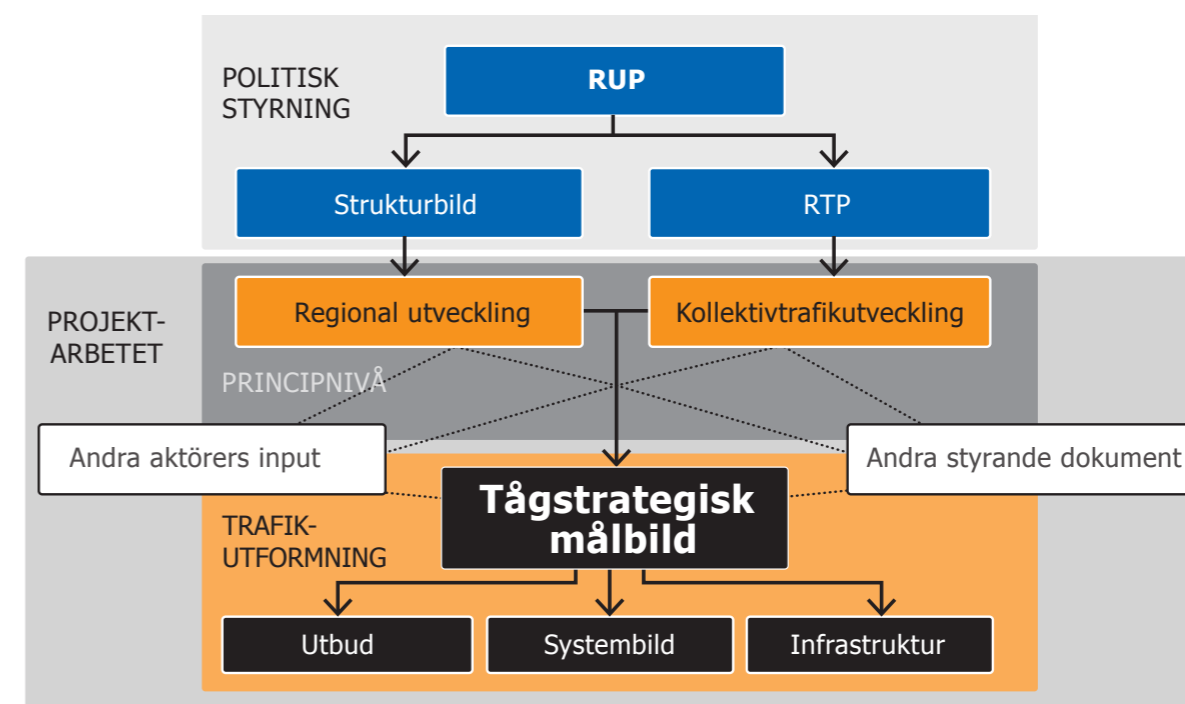 POLITISK
STYRNING
RUP
Strukturbild
RTP
PROJEKT-
ARBETET
Regional utveckling
Kollektivtrafikutveckling
PRINCIPNIVÅ
Andra aktörers input
Andra styrande dokument
TRAFIK-
UTFORMNING
Tågstrategisk
målbild
Utbud
Systembild
Infrastruktur